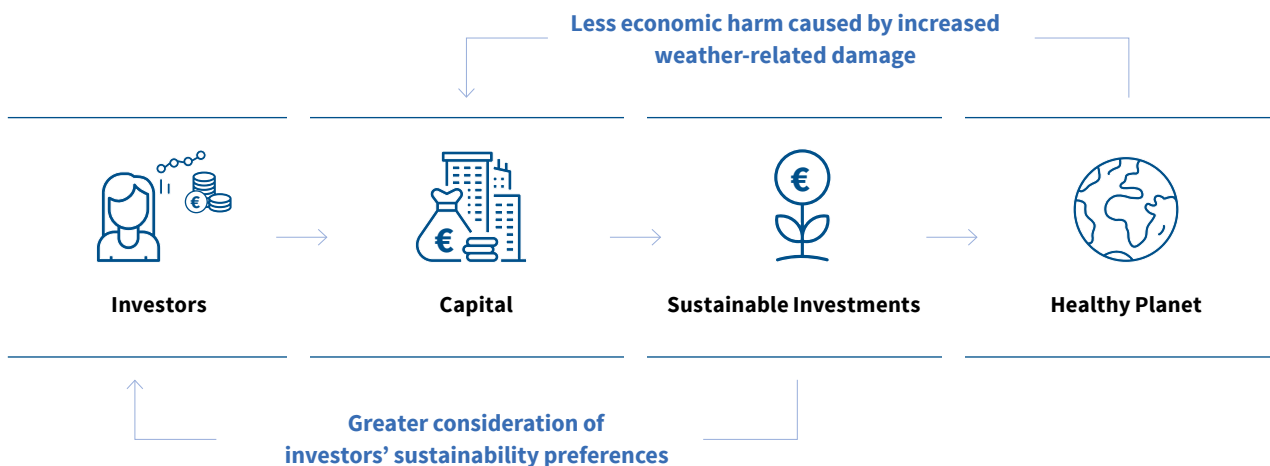 Less economic harm caused by increased
weather-related damage
€
€
€
Investors
Capital
Sustainable Investments
Healthy Planet
Greater consideration of
investors’ sustainability preferences